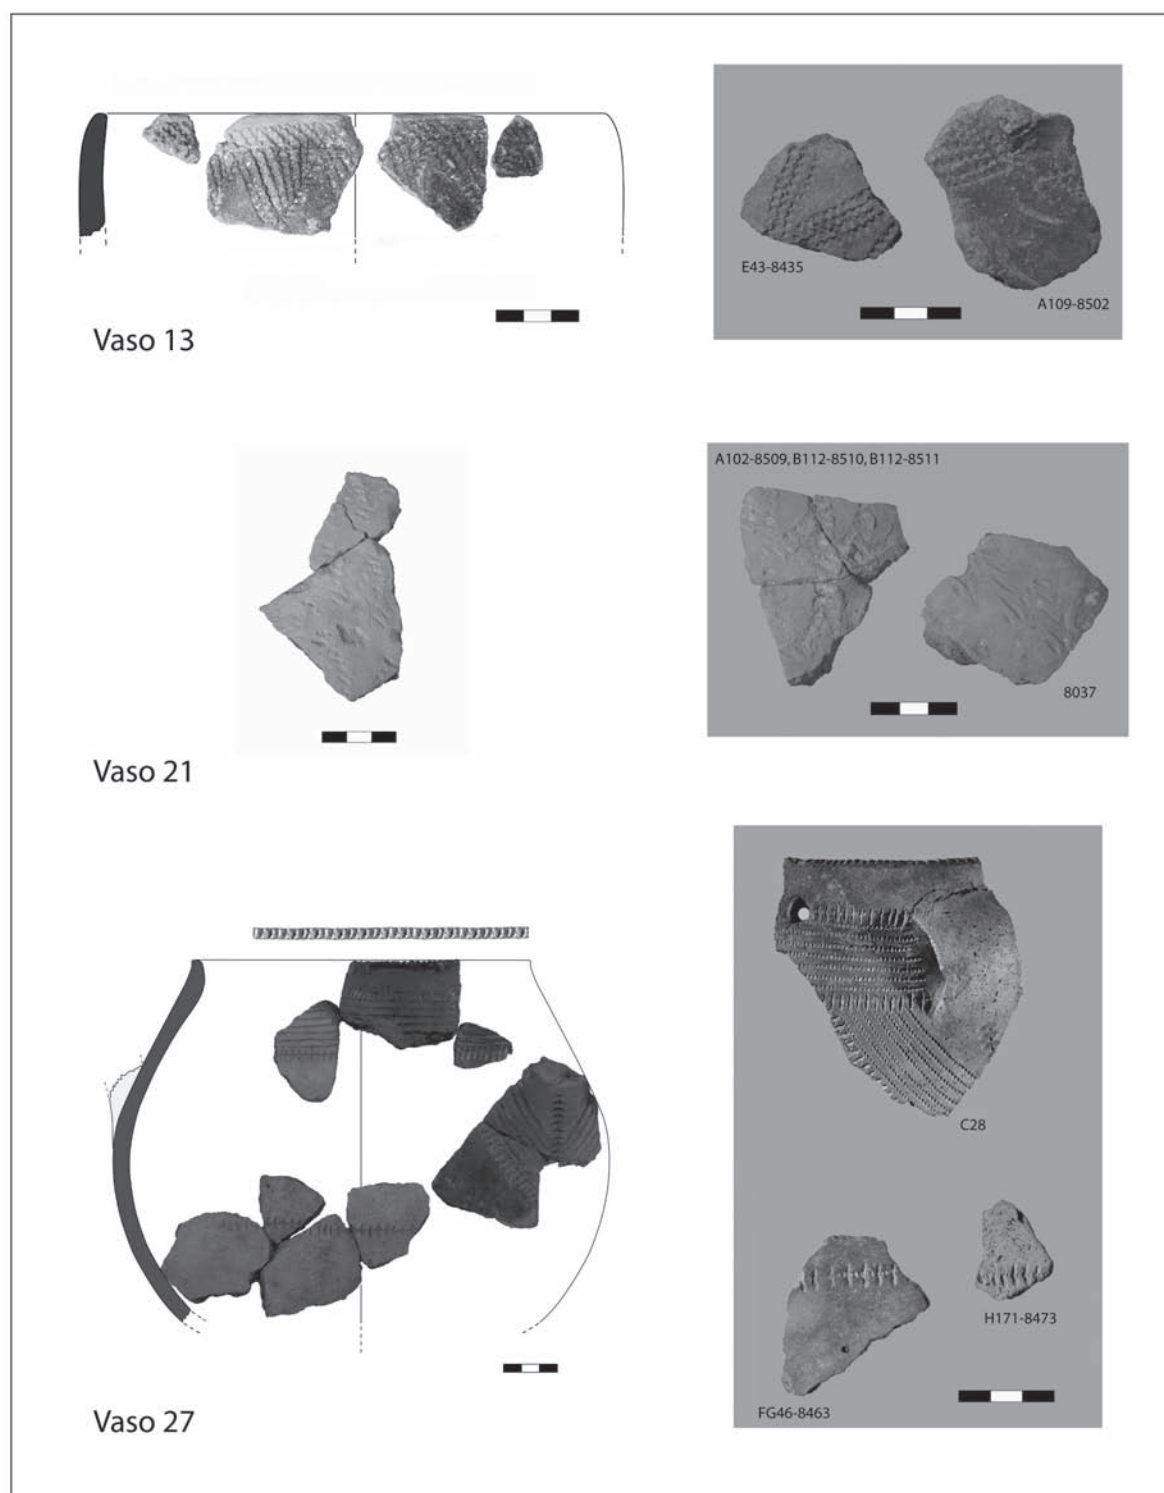 E43-8435
A109-8502
Vaso 13
A102-8509, B112-8510, B112-8511
8037
Vaso 21
C28
H171-8473
FG46-8463
Vaso 27